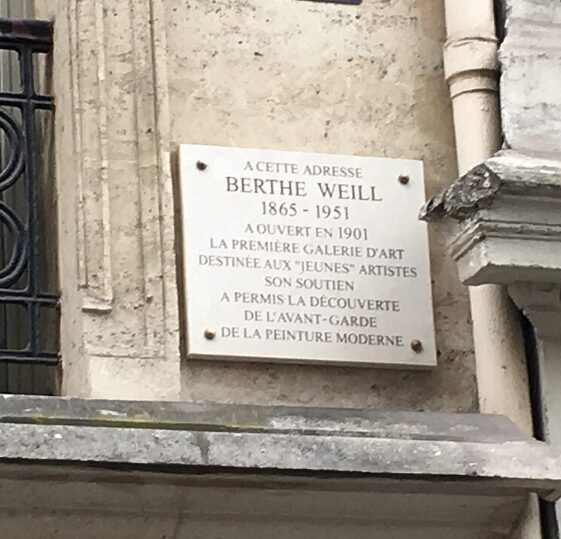 A CETTE ADRESSE
BERTHE WEILL
1865 - 1951
A OUVERT EN 1901
LA PREMIÈRE GALERIE D'ART
DESTINÉE AUX "JEUNES" ARTISTES
SON SOUTIEN
A PERMIS LA DÉCOUVERTE
DE L'AVANT-GARDE
DE LA PEINTURE MODERNE